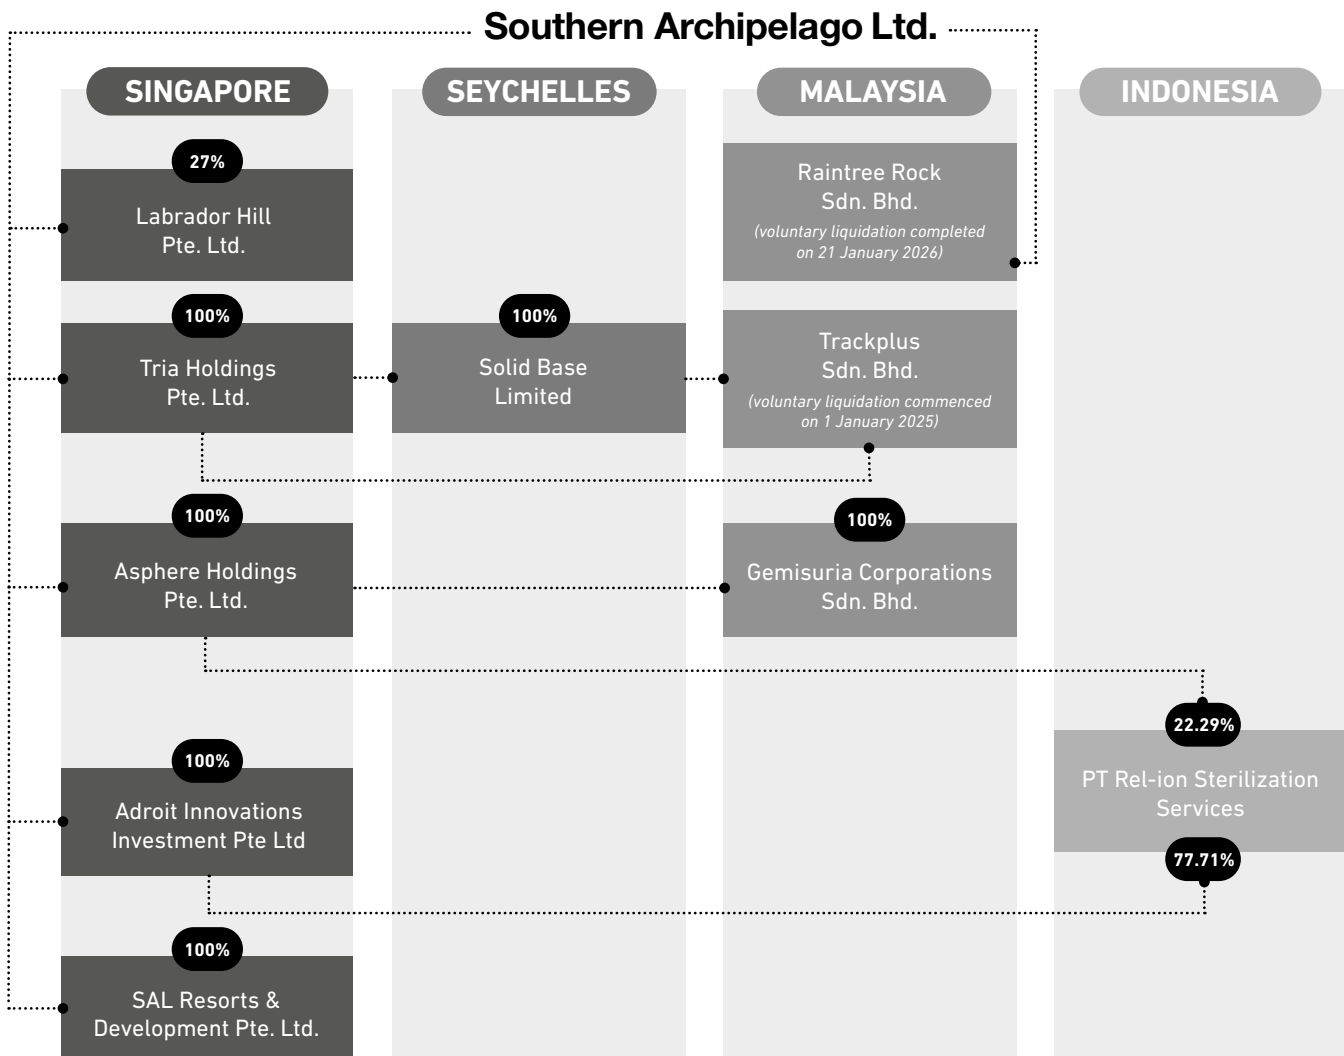 Southern Archipelago Ltd.
SINGAPORE
SEYCHELLES
MALAYSIA
INDONESIA
27%
Labrador Hill
Pte. Ltd.
Raintree Rock
Sdn. Bhd.
(voluntary liquidation completed
on 21 January 2026)
100%
Tria Holdings
Pte. Ltd.
100%
Solid Base
Limited
Trackplus
Sdn. Bhd.
(voluntary liquidation commenced
on 1 January 2025)
100%
Asphere Holdings
Pte. Ltd.
100%
Gemisuria Corporations
Sdn. Bhd.
22.29%
PT Rel-ion Sterilization
Services
77.71%
100%
Adroit Innovations
Investment Pte Ltd
100%
SAL Resorts &
Development Pte. Ltd.